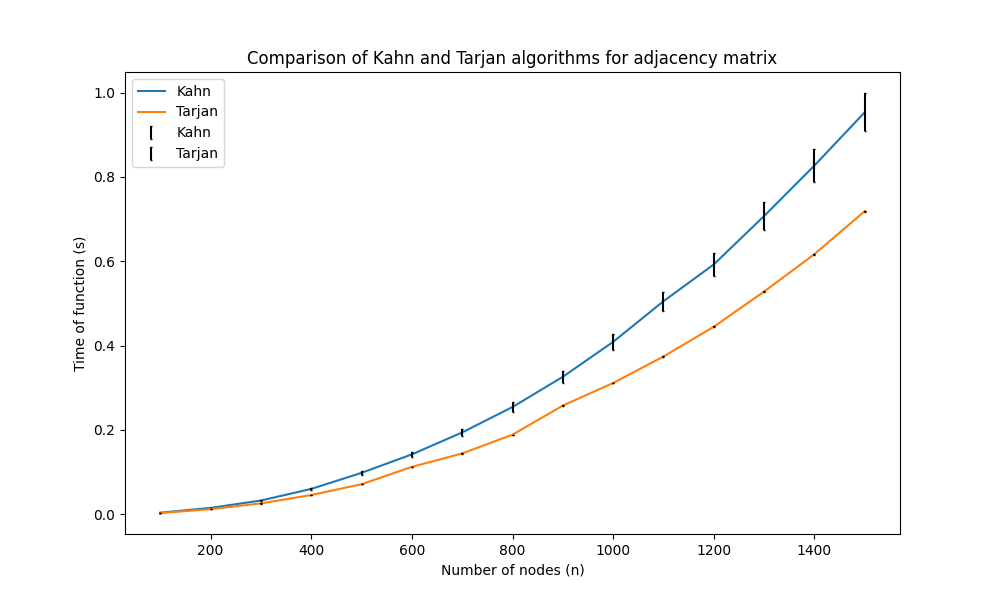 Comparison of Kahn and Tarjan algorithms for adjacency matrix
Kahn
Tarjan
Kahn
Tarjan
Time of function (s)
1.0
0.8
0.6
0.4
0.2
0.0
200
400
600
800
1000
1200
1400
Number of nodes (n)